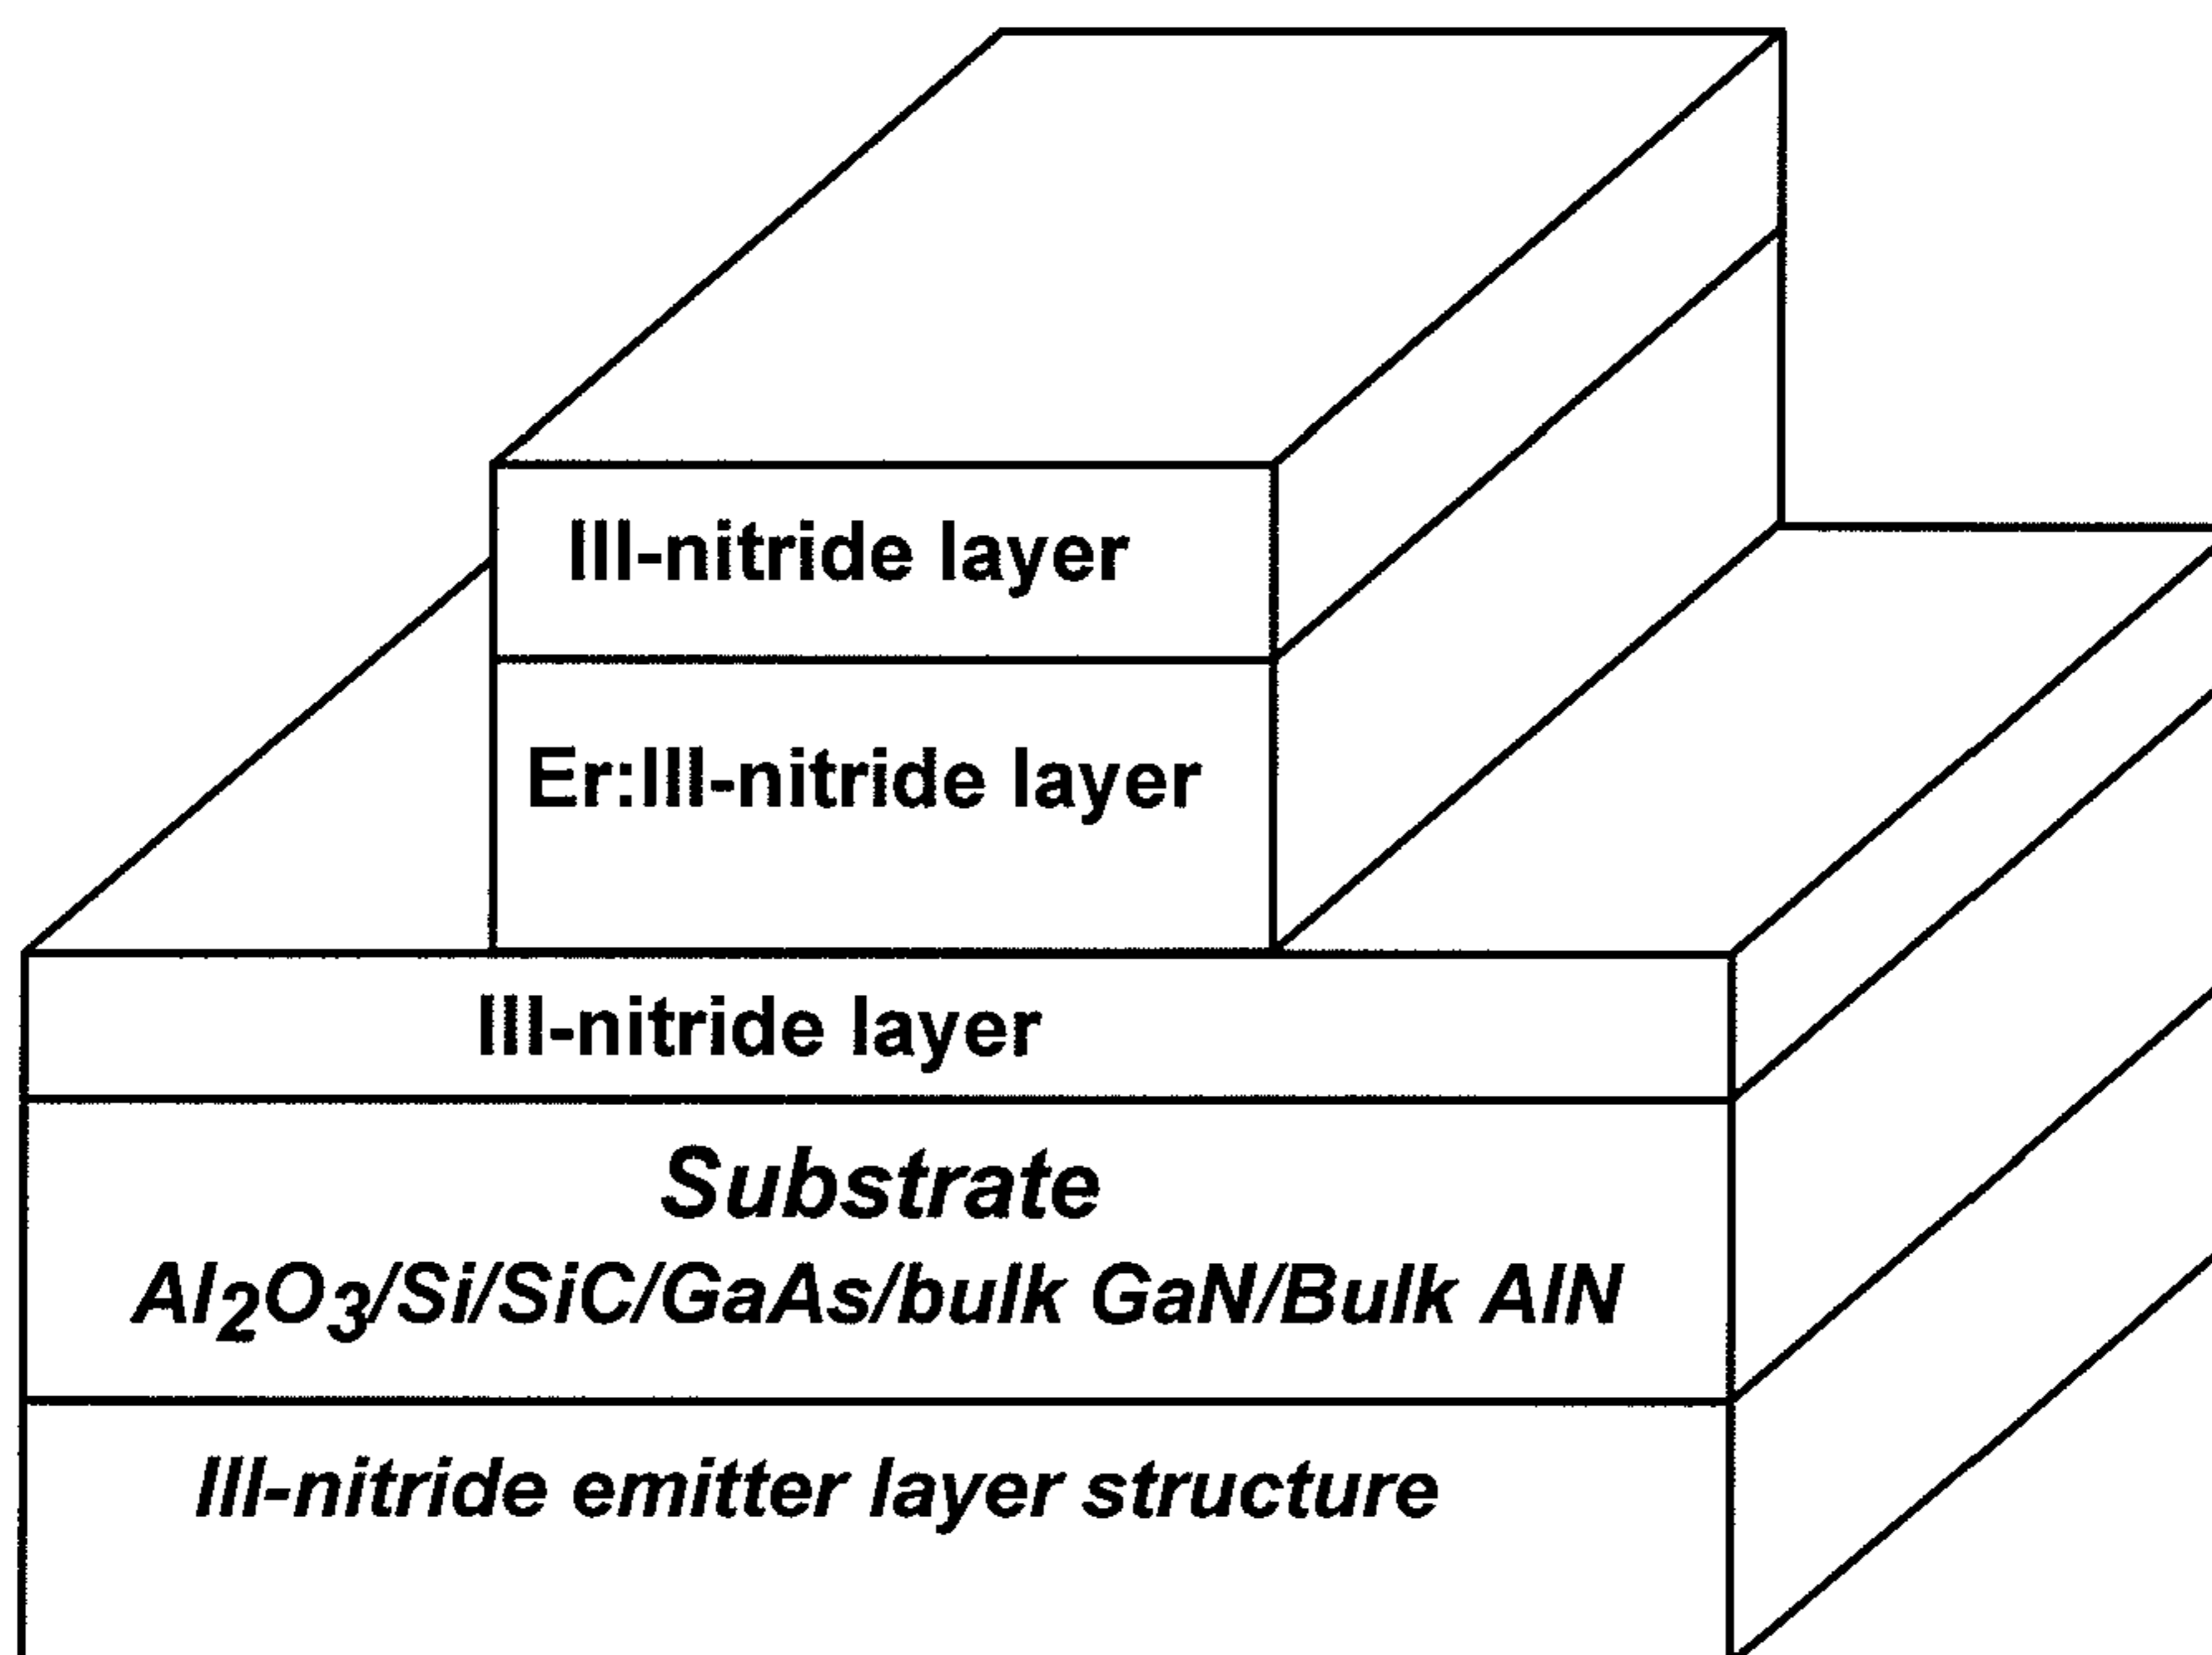 III-nitride layer
Er:III-nitride layer
III-nitride layer
Substrate
Al2O3/Si/SiC/GaAs/bulk GaN/Bulk AlN
III-nitride emitter layer structure